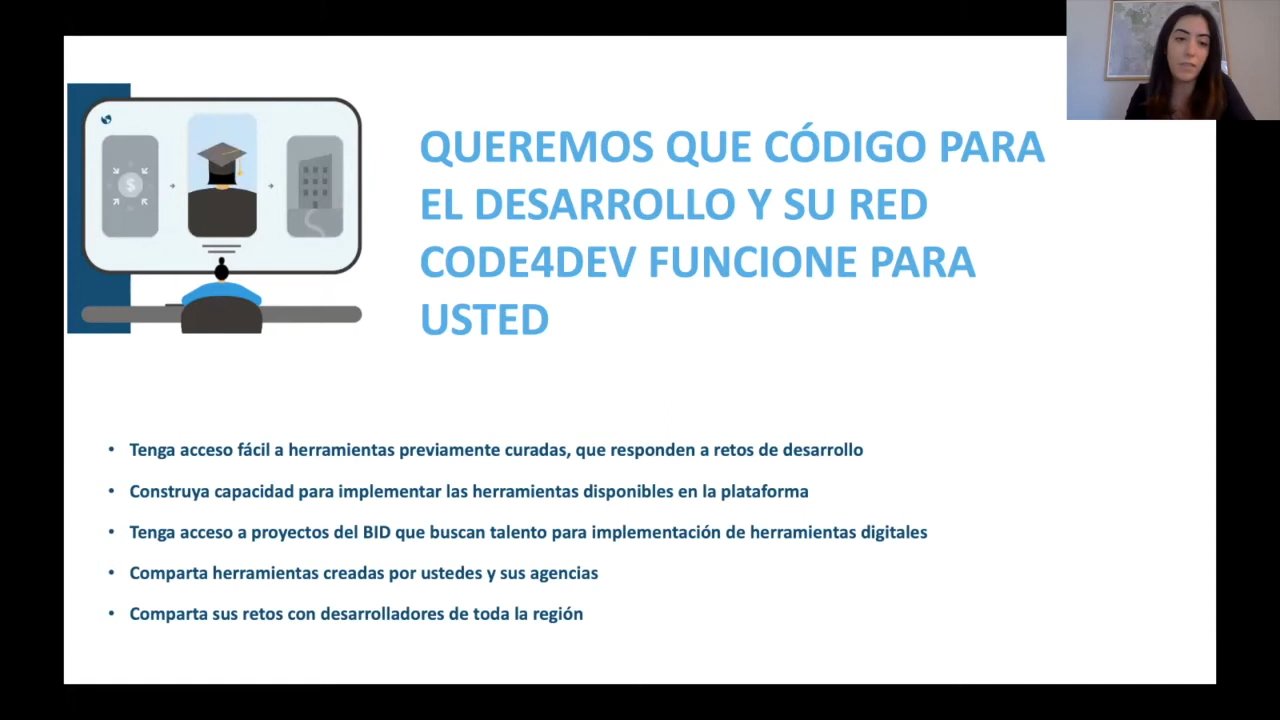 QUEREMOS QUE CÓDIGO PARA
EL DESARROLLO Y SU RED
CODE4DEV FUNCIONE PARA
USTED
$
• Tenga acceso fácil a herramientas previamente curadas, que responden a retos de desarrollo
• Construya capacidad para implementar las herramientas disponibles en la plataforma
• Tenga acceso a proyectos del BID que buscan talento para implementación de herramientas digitales
• Comparta herramientas creadas por ustedes y sus agencias
• Comparta sus retos con desarrolladores de toda la región